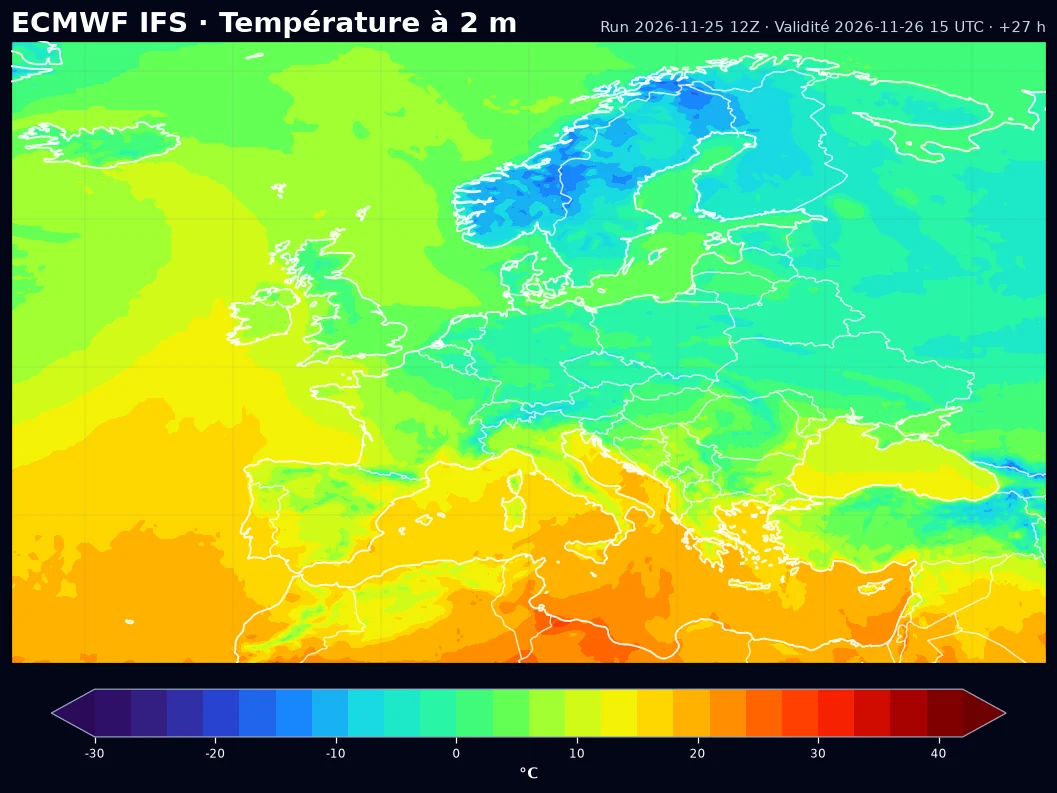 ECMWF IFS · Température à 2 m
Run 2026-11-25 12Z · Validité 2026-11-26 15 UTC · +27 h
-30 -20 -10 0 10 20 30 40
°C